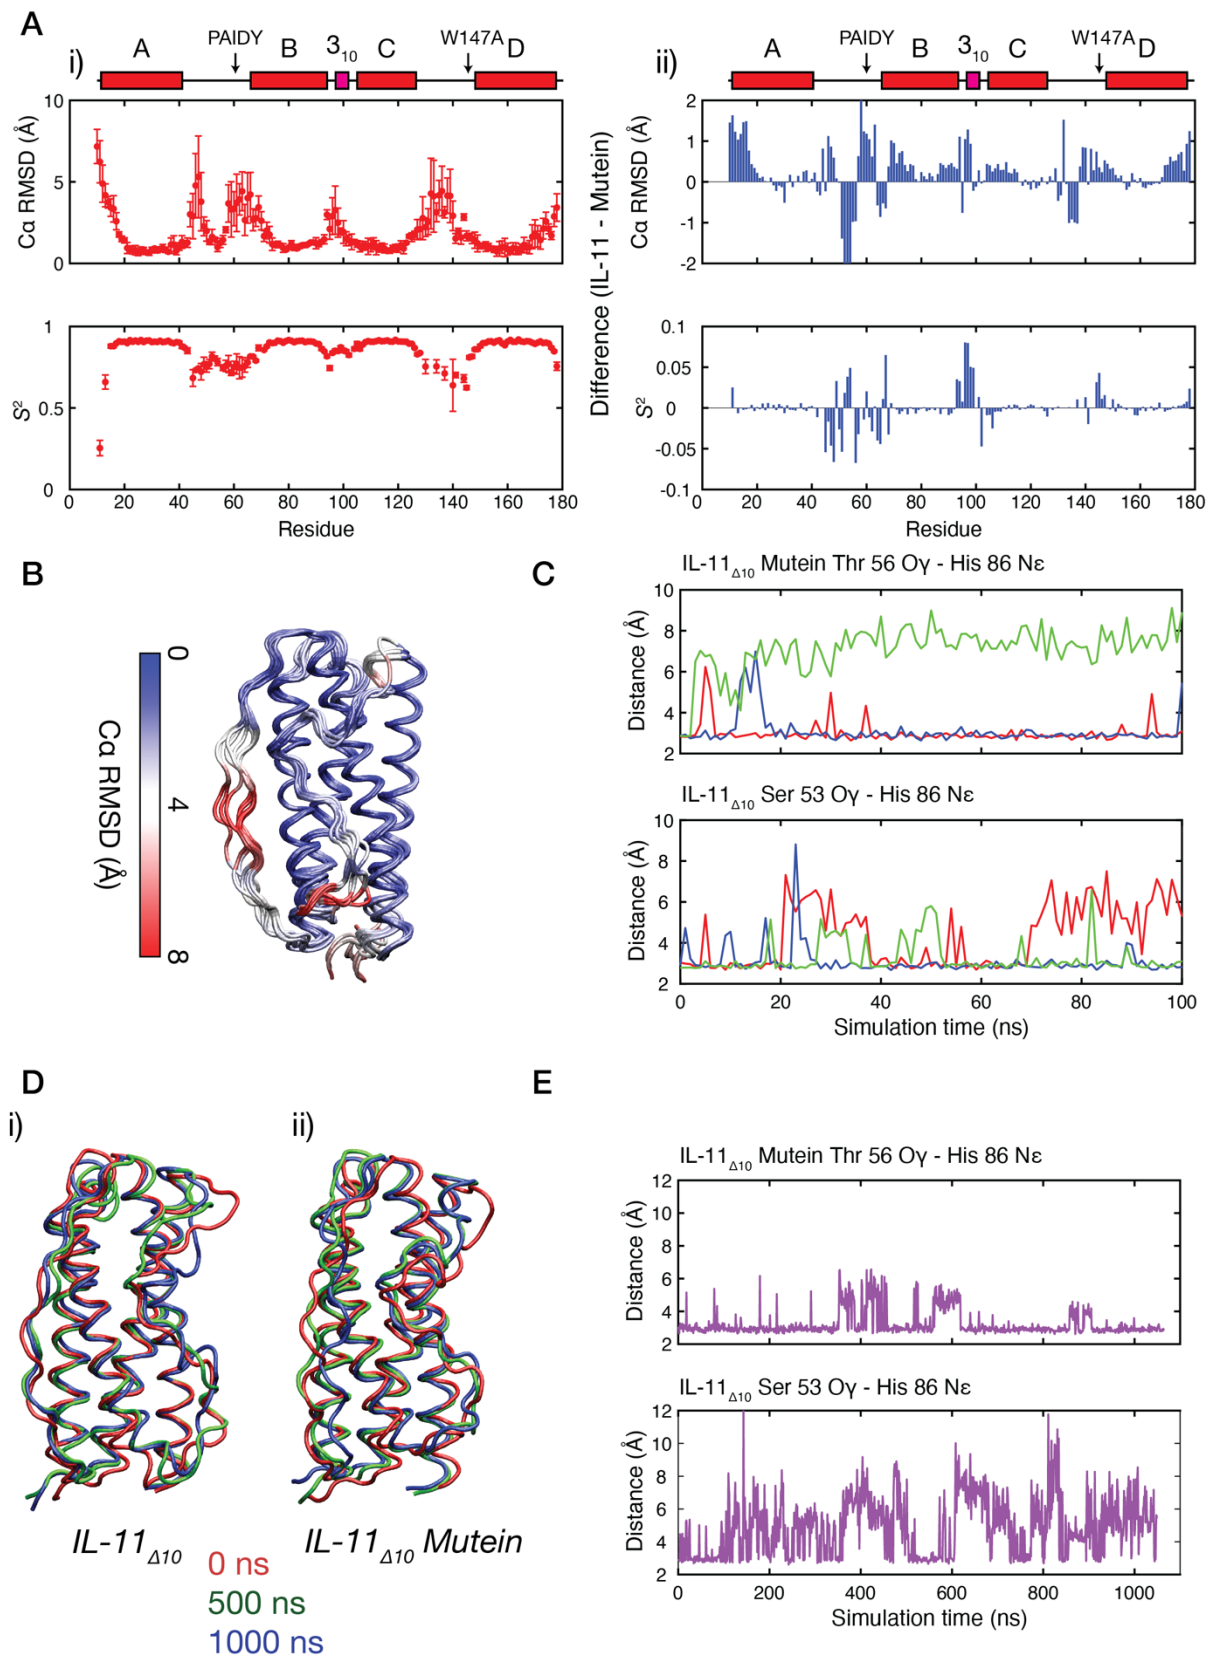 A
i)
A PAIDY B 3₁₀ C W147A D
10
5
0
Cα RMSD (Å)
1
0.5
0
S²
0 20 40 60 80 100 120 140 160 180
Residue
ii)
A PAIDY B 3₁₀ C W147A D
Difference (IL-11 - Mutein)
2
1
0
-1
-2
Cα RMSD (Å)
0.1
0.05
0
-0.05
-0.1
S²
0 20 40 60 80 100 120 140 160 180
Residue
B
0
4
8
Cα RMSD (Å)
C
IL-11Δ10 Mutein Thr 56 Oγ - His 86 Nε
10
8
6
4
2
Distance (Å)
IL-11Δ10 Ser 53 Oγ - His 86 Nε
10
8
6
4
2
Distance (Å)
0 20 40 60 80 100
Simulation time (ns)
D
i)
ii)
IL-11Δ10
IL-11Δ10 Mutein
0 ns
500 ns
1000 ns
E
IL-11Δ10 Mutein Thr 56 Oγ - His 86 Nε
12
10
8
6
4
2
Distance (Å)
IL-11Δ10 Ser 53 Oγ - His 86 Nε
12
10
8
6
4
2
Distance (Å)
0 200 400 600 800 1000
Simulation time (ns)